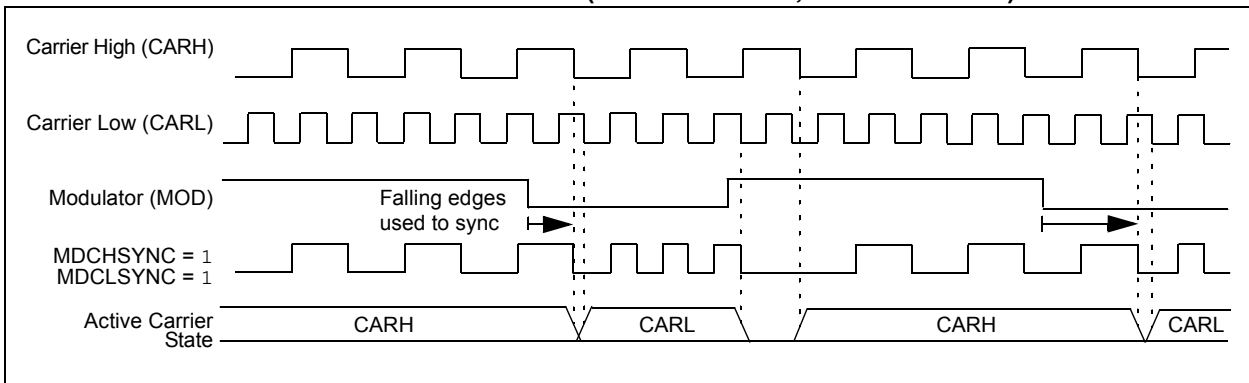 Carrier High (CARH)
Carrier Low (CARL)
Modulator (MOD)
Falling edges
used to sync
MDCHSYNC = 1
MDCLSYNC = 1
Active Carrier
State
CARH
CARL
CARH
CARL